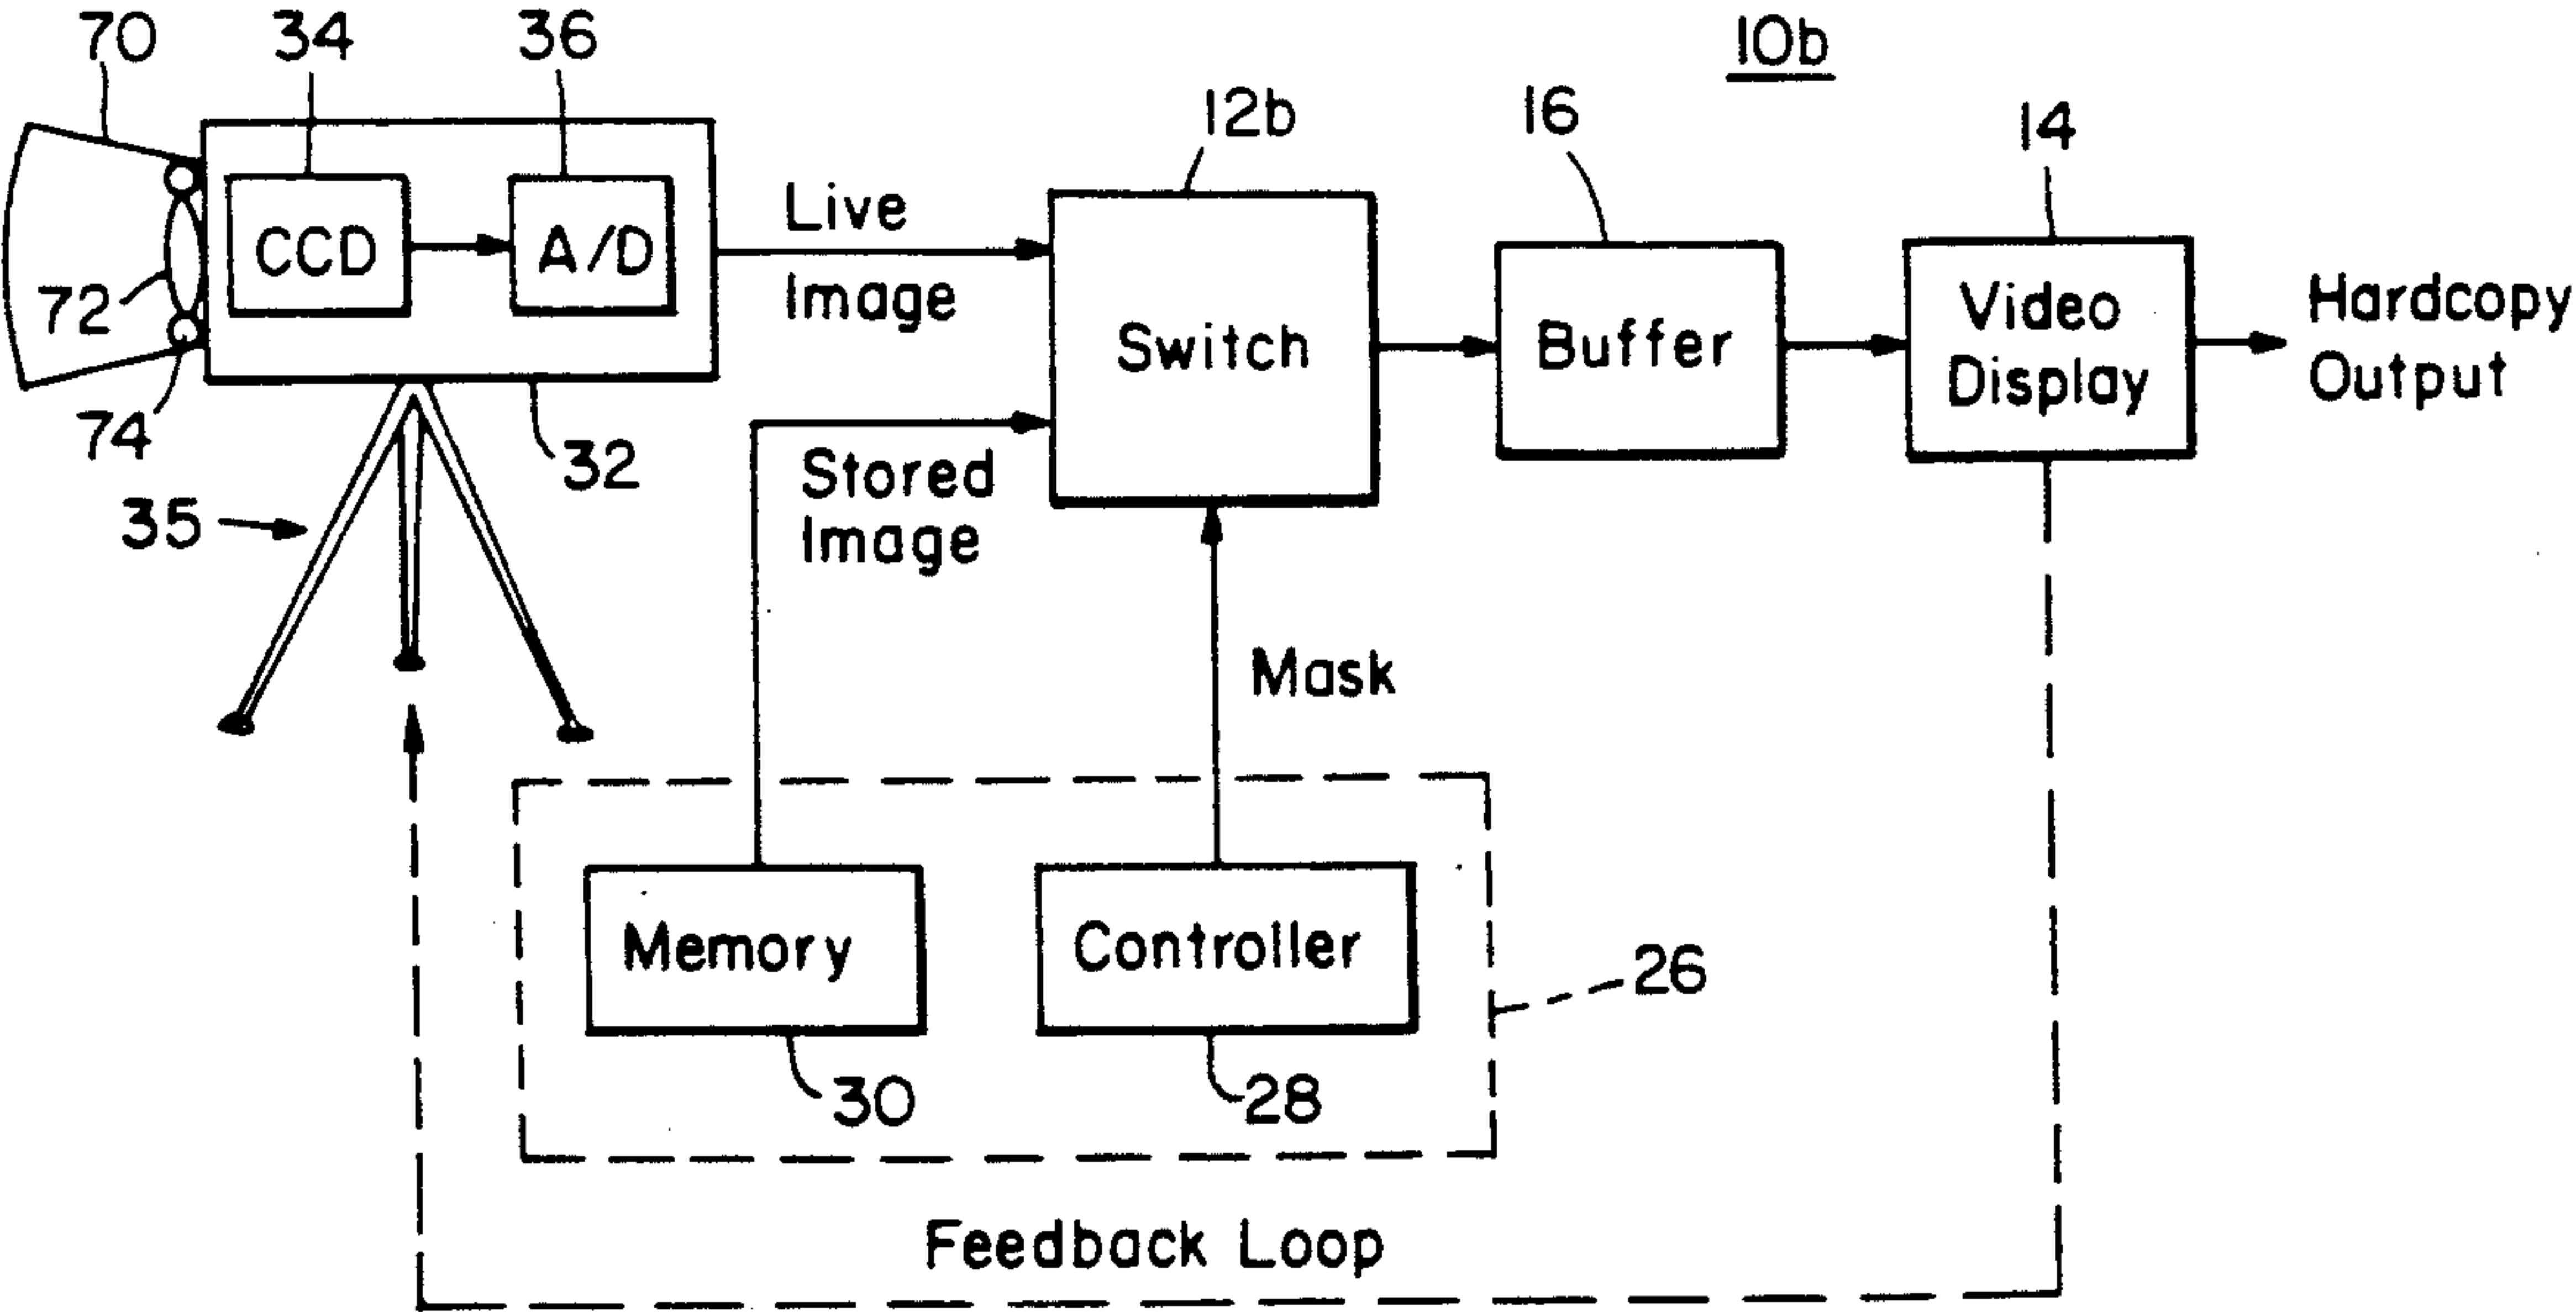 70
34
36
10b
12b
16
14
CCD
A/D
Live
Image
72
74
32
35
Stored
Image
Switch
Buffer
Video
Display
Hardcopy
Output
Mask
Memory
Controller
26
30
28
Feedback Loop